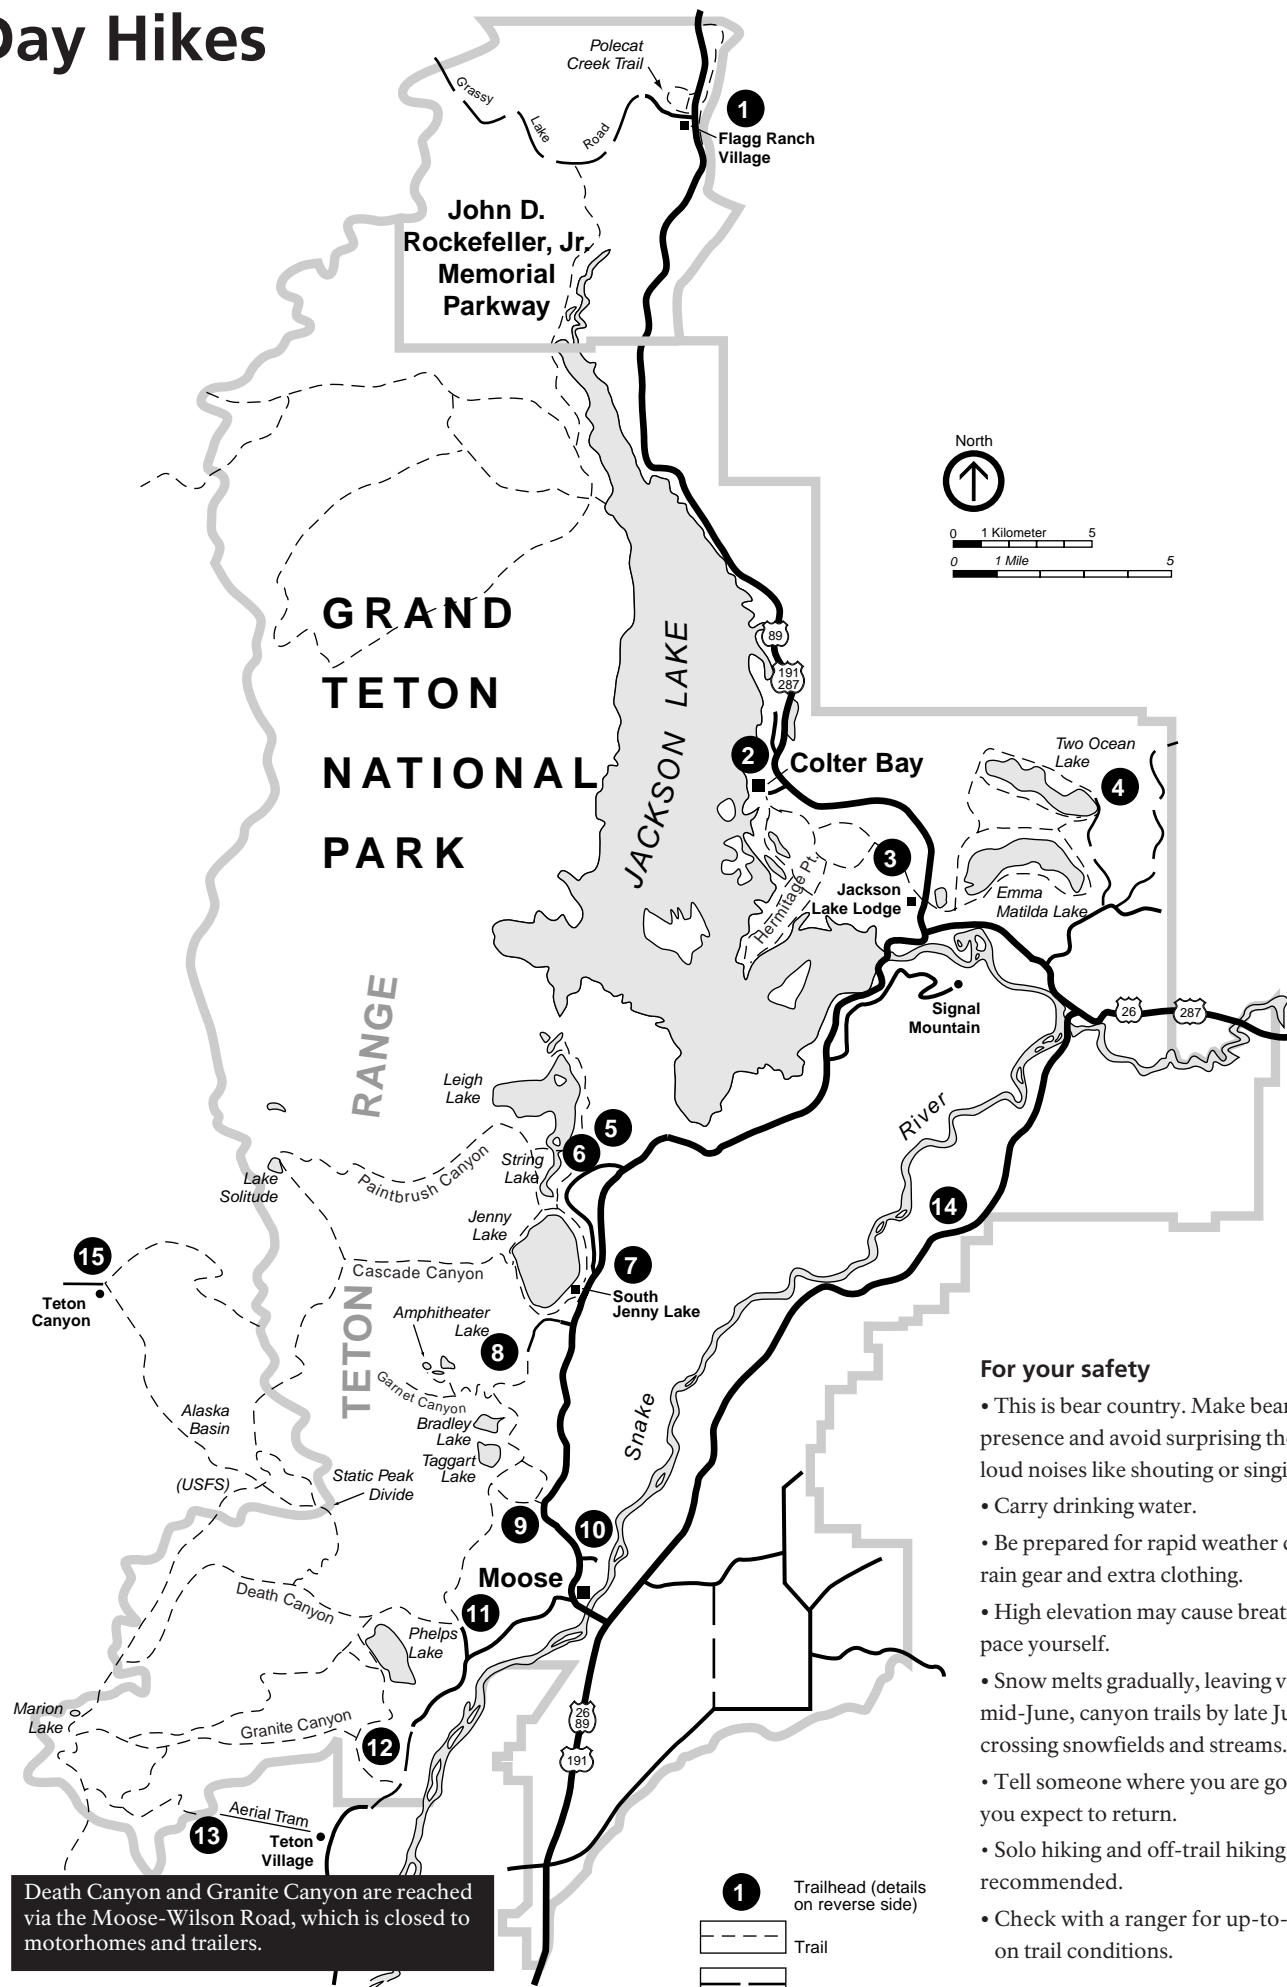 Day Hikes
Polecat
Creek Trail
Grassy
Lake
Road
1
Flagg Ranch
Village
John D.
Rockefeller, Jr.
Memorial
Parkway
North
0 1 Kilometer 5
0 1 Mile 5
GRAND
TETON
NATIONAL
PARK
JACKSON LAKE
89
191
287
2
Colter Bay
Two Ocean
Lake
4
3
Jackson
Lake Lodge
Hermitage Pt.
Emma
Matilda Lake
Signal
Mountain
26
287
RANGE
Leigh
Lake
5
6
String
Lake
River
Paintbrush Canyon
Lake
Solitude
14
Jenny
Lake
15
Teton
Canyon
Cascade Canyon
7
South
Jenny Lake
TETON
Amphitheater
Lake
8
Garnet Canyon
Bradley
Lake
Taggart
Lake
Snake
Alaska
Basin
(USFS)
Static Peak
Divide
9
10
Moose
11
Death Canyon
Phelps
Lake
Marion
Lake
Granite Canyon
12
26
89
191
Aerial Tram
13
Teton
Village
Death Canyon and Granite Canyon are reached
via the Moose-Wilson Road, which is closed to
motorhomes and trailers.
1
Trailhead (details
on reverse side)
Trail
For your safety
• This is bear country. Make bear
presence and avoid surprising the
loud noises like shouting or singi
• Carry drinking water.
• Be prepared for rapid weather c
rain gear and extra clothing.
• High elevation may cause breat
pace yourself.
• Snow melts gradually, leaving v
mid-June, canyon trails by late Ju
crossing snowfields and streams.
• Tell someone where you are go
you expect to return.
• Solo hiking and off-trail hiking
recommended.
• Check with a ranger for up-to-
on trail conditions.